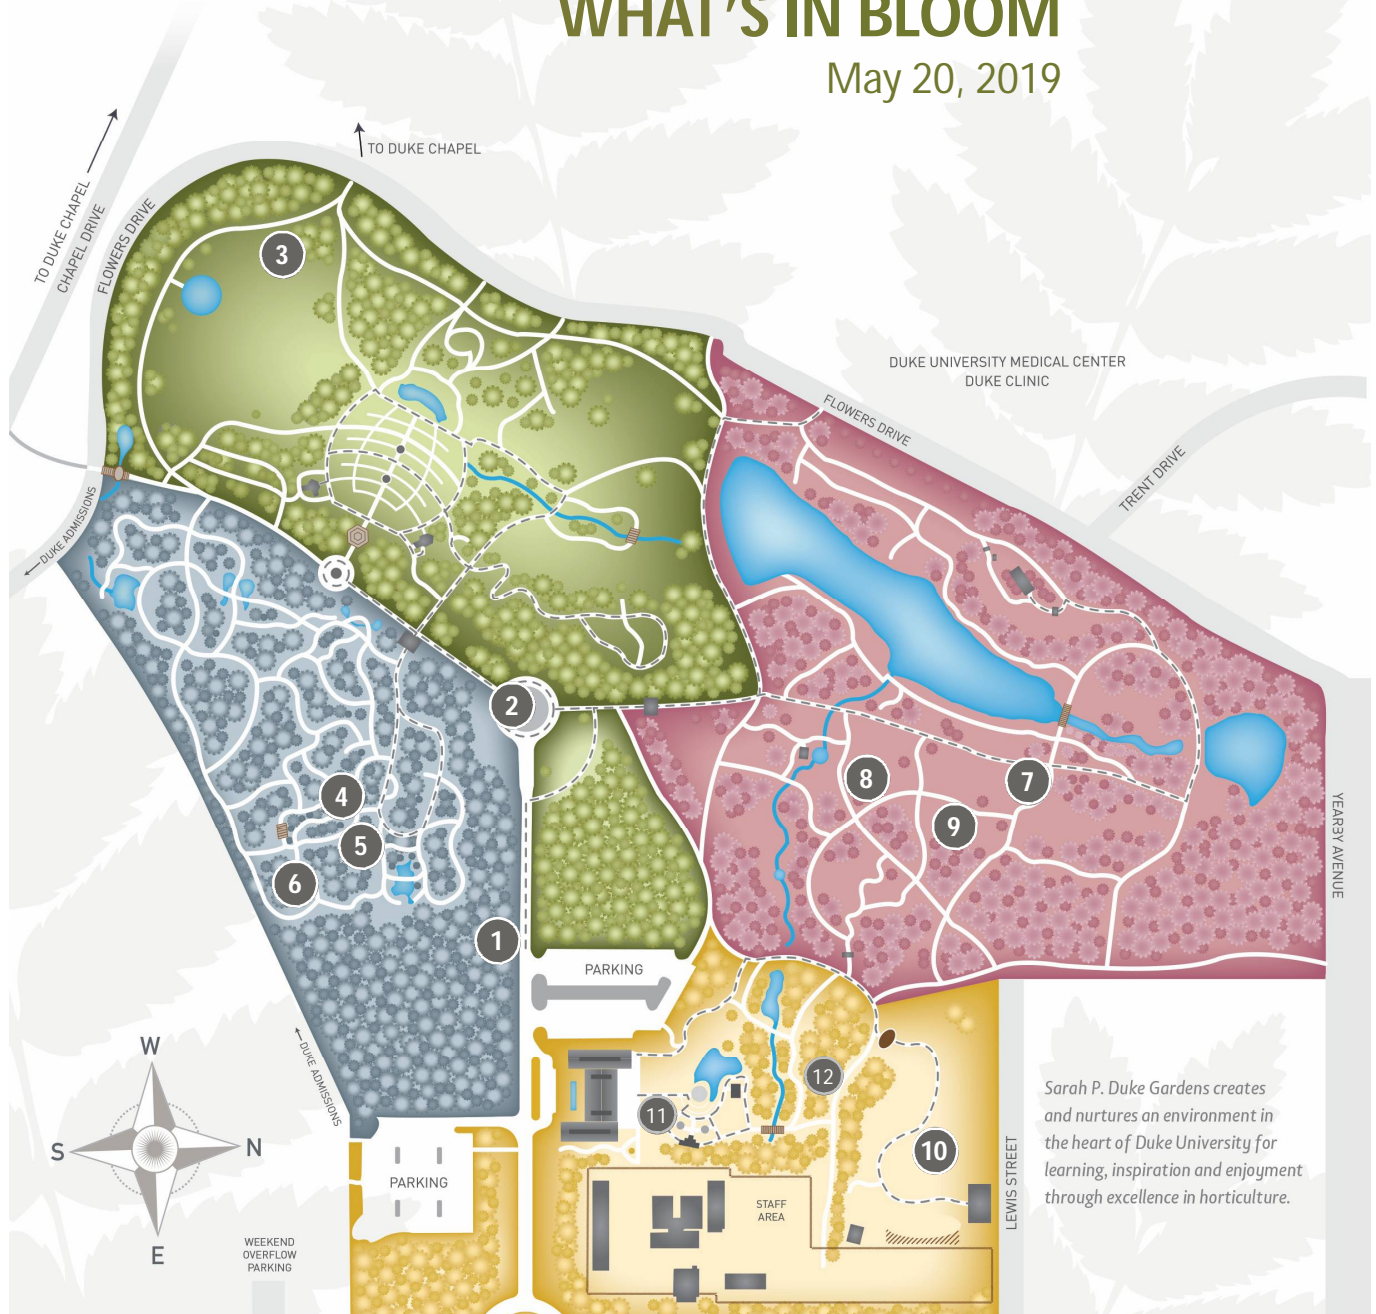 WHAT'S IN BLOOM
May 20, 2019
TO DUKE CHAPEL
TO DUKE CHAPEL
CHAPEL DRIVE
FLOWERS DRIVE
3
DUKE UNIVERSITY MEDICAL CENTER
DUKE CLINIC
FLOWERS DRIVE
TRENT DRIVE
DUKE ADMISSIONS
2
4
5
6
1
8
7
9
YEARBY AVENUE
PARKING
DUKE ADMISSIONS
W
S
N
E
11
12
10
PARKING
STAFF
AREA
WEEKEND
OVERFLOW
PARKING
LEWIS STREET
Sarah P. Duke Gardens creates
and nurtures an environment in
the heart of Duke University for
learning, inspiration and enjoyment
through excellence in horticulture.